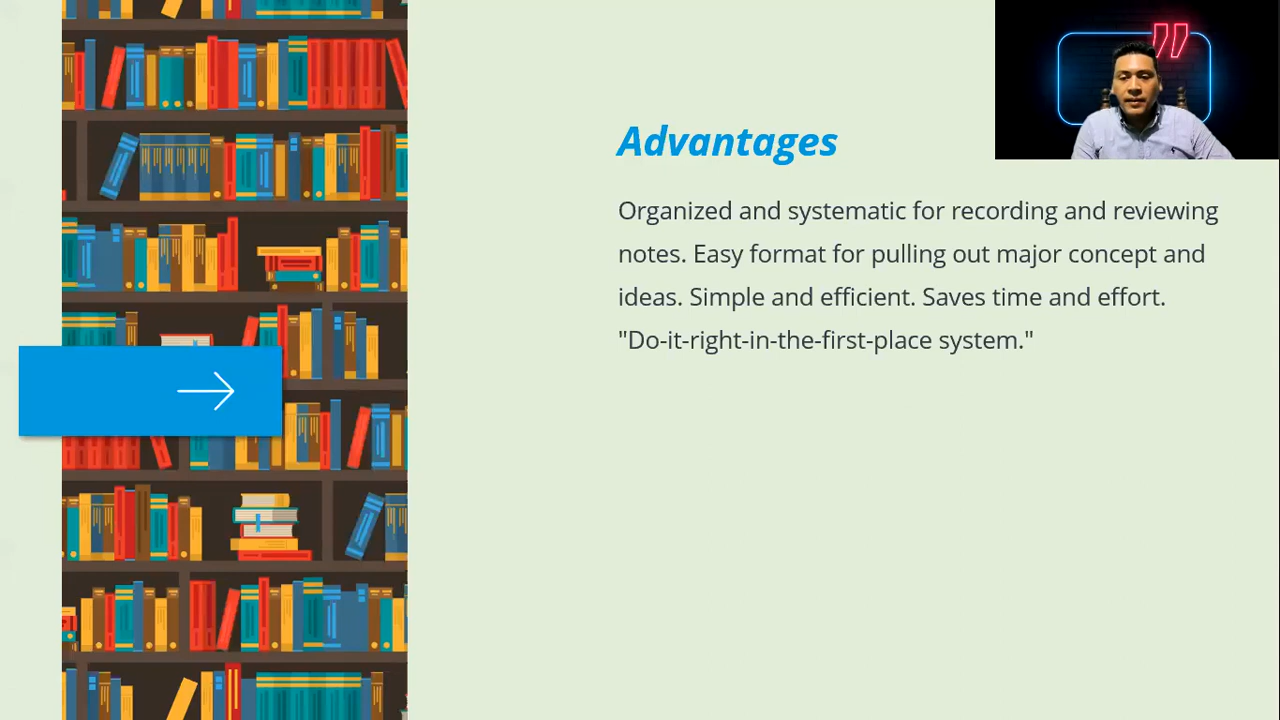 Advantages
Organized and systematic for recording and reviewing
notes. Easy format for pulling out major concept and
ideas. Simple and efficient. Saves time and effort.
"Do-it-right-in-the-first-place system."